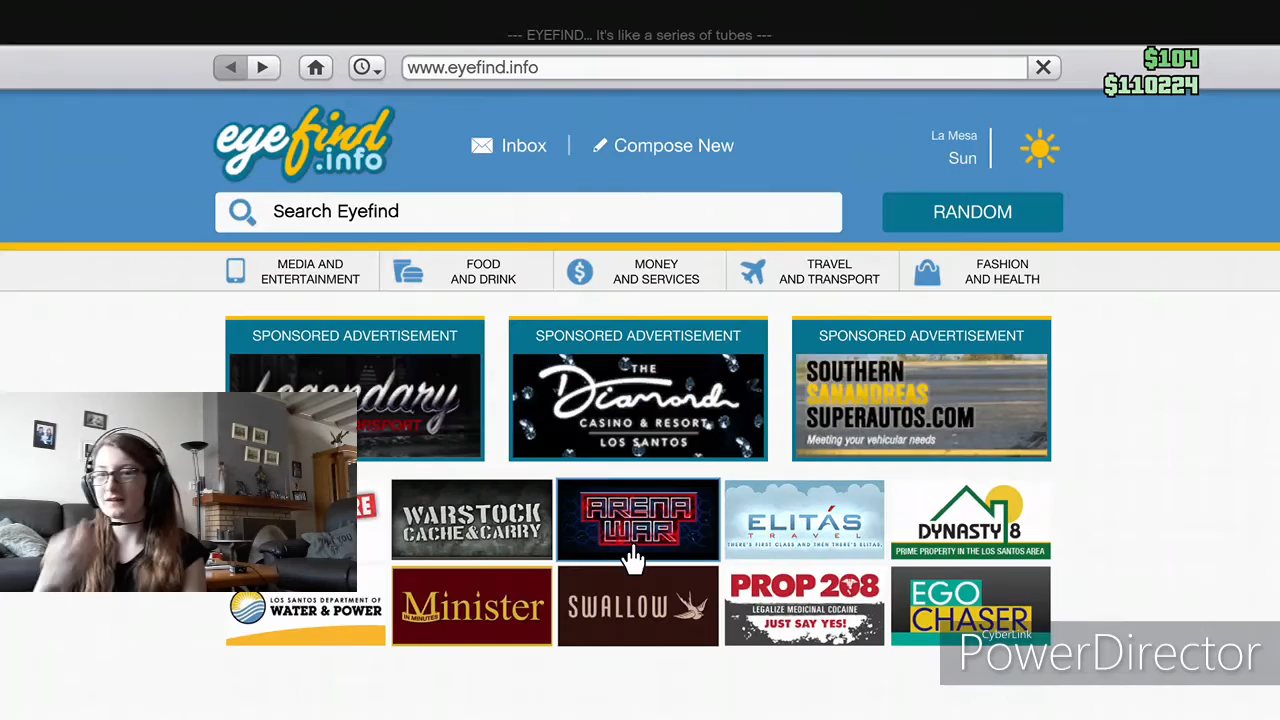 --- EYEFIND... It's like a series of tubes ---
www.eyefind.info
$104
$110224
eyefind
.info
Inbox
Compose New
La Mesa
Sun
Search Eyefind
RANDOM
MEDIA AND
ENTERTAINMENT
FOOD
AND DRINK
MONEY
AND SERVICES
TRAVEL
AND TRANSPORT
FASHION
AND HEALTH
SPONSORED ADVERTISEMENT
SPONSORED ADVERTISEMENT
SPONSORED ADVERTISEMENT
THE
Diamond
CASINO & RESORT
LOS SANTOS
SOUTHERN
SANANDREAS
SUPERAUTOS.COM
Meeting your vehicular needs
WARSTOCK
CACHE & CARRY
ARENA
WAR
ELITÁS
TRAVEL
THERE'S FIRST CLASS AND THEN THERE'S ELITAS
DYNASTY 8
PRIME PROPERTY IN THE LOS SANTOS AREA
LOS SANTOS DEPARTMENT OF
WATER & POWER
Minister
IN MINUTES
SWALLOW
PROP 208
LEGALIZE MEDICINAL COCAINE
JUST SAY YES!
EGO
CHASER
CyberLink
PowerDirector